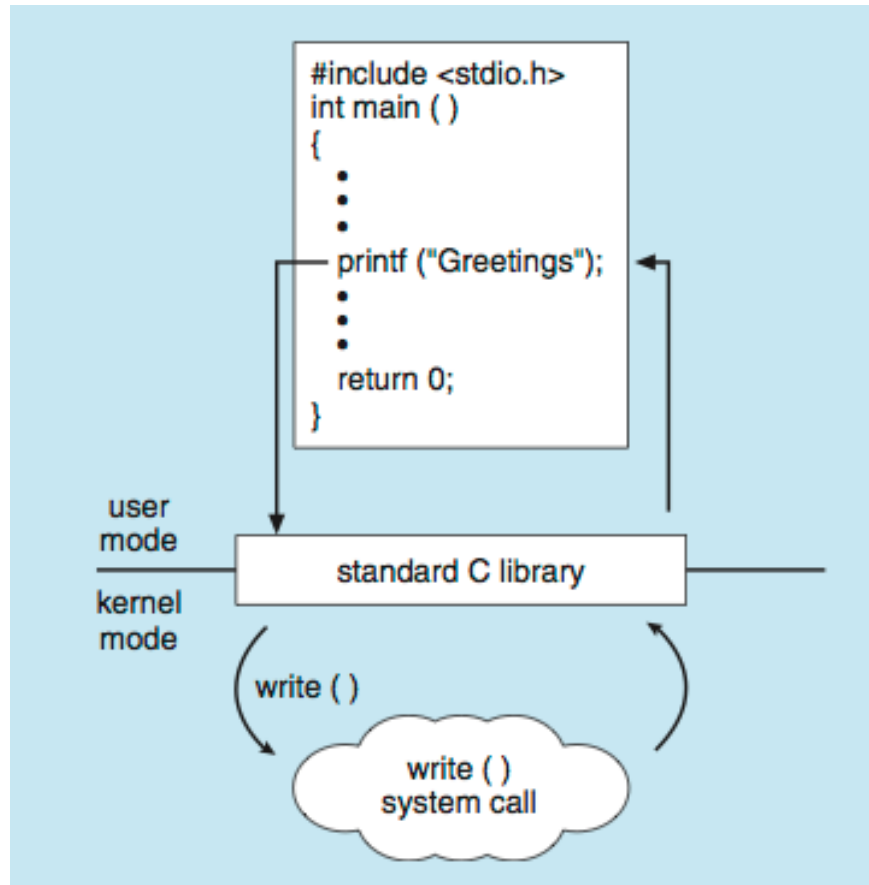 #include <stdio.h>
int main ( )
{
•
•
•
printf ("Greetings");
•
•
•
return 0;
}
user
mode
standard C library
kernel
mode
write ( )
write ( )
system call